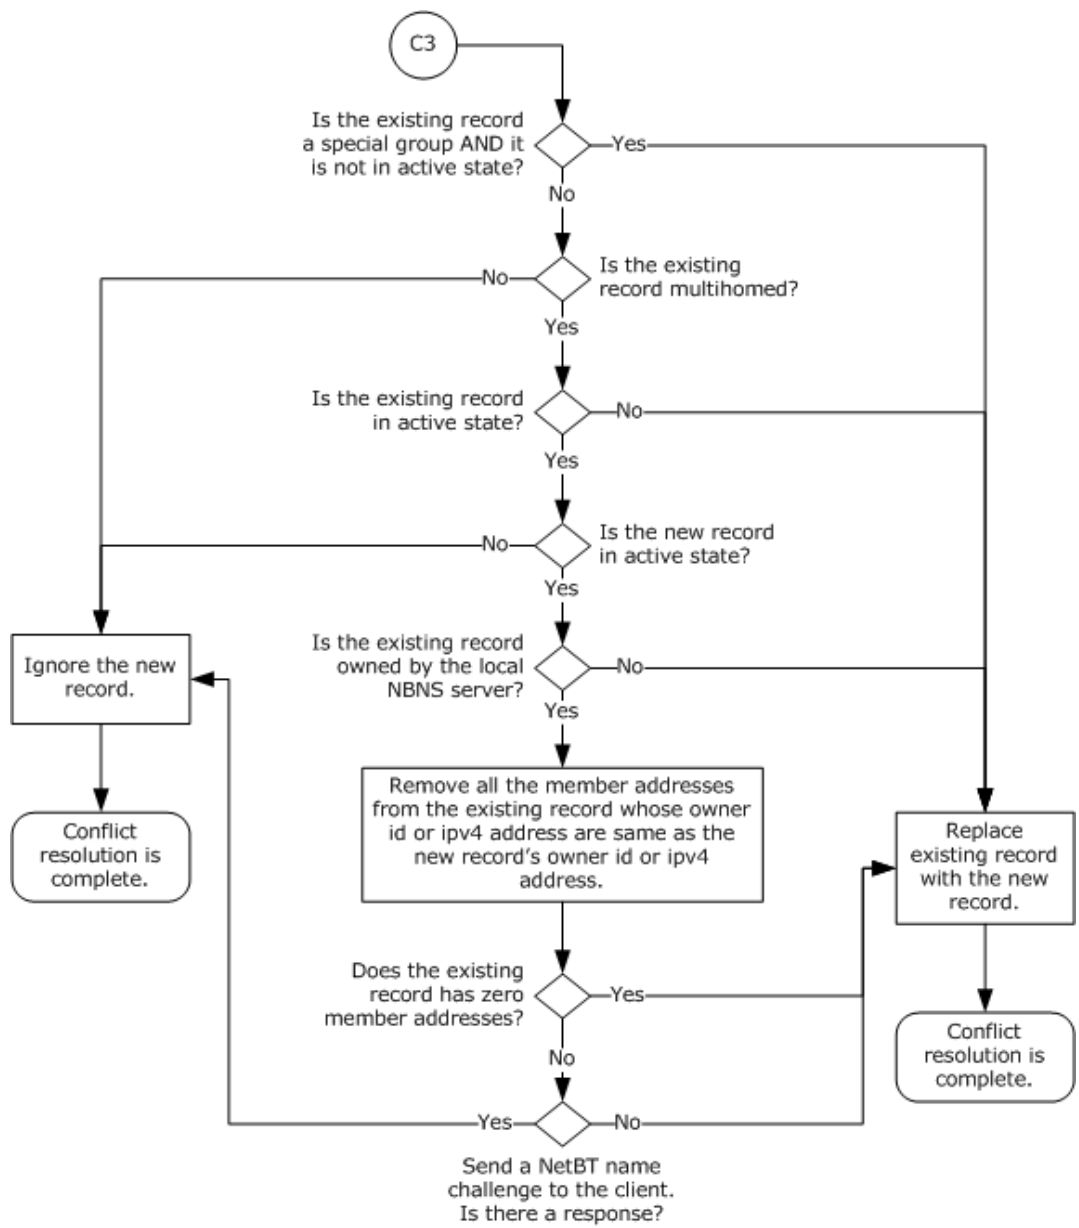 C3
Is the existing record
a special group AND it
is not in active state?
Yes
No
No
Is the existing
record multihomed?
Yes
Is the existing record
in active state?
No
Yes
No
Is the new record
in active state?
Yes
Is the existing record
owned by the local
NBNS server?
No
Yes
Ignore the new
record.
Remove all the member addresses
from the existing record whose owner
id or ipv4 address are same as the
new record's owner id or ipv4
address.
Conflict
resolution is
complete.
Replace
existing record
with the new
record.
Does the existing
record has zero
member addresses?
Yes
No
Conflict
resolution is
complete.
Yes
No
Send a NetBT name
challenge to the client.
Is there a response?